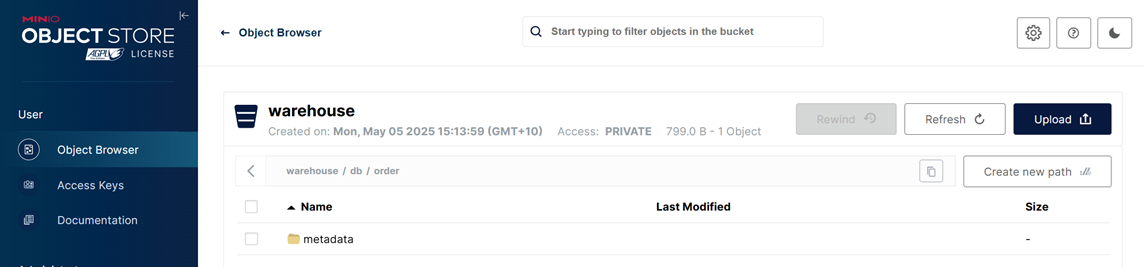 MINIO
OBJECT STORE
AGPLv3 LICENSE
User
Object Browser
Access Keys
Documentation
← Object Browser
Start typing to filter objects in the bucket
warehouse
Created on: Mon, May 05 2025 15:13:59 (GMT+10) Access: PRIVATE 799.0 B - 1 Object
Rewind
Refresh
Upload
warehouse / db / order
Create new path
Name Last Modified Size
metadata -